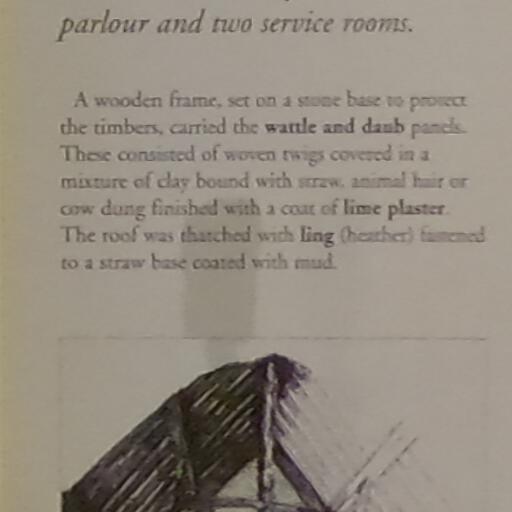 parlour and two service rooms.
A wooden frame, set on a stone base to protect
the timbers, carried the wattle and daub panels.
These consisted of woven twigs covered in a
mixture of clay bound with straw, animal hair or
cow dung finished with a coat of lime plaster.
The roof was thatched with ling (heather) fastened
to a straw base coated with mud.